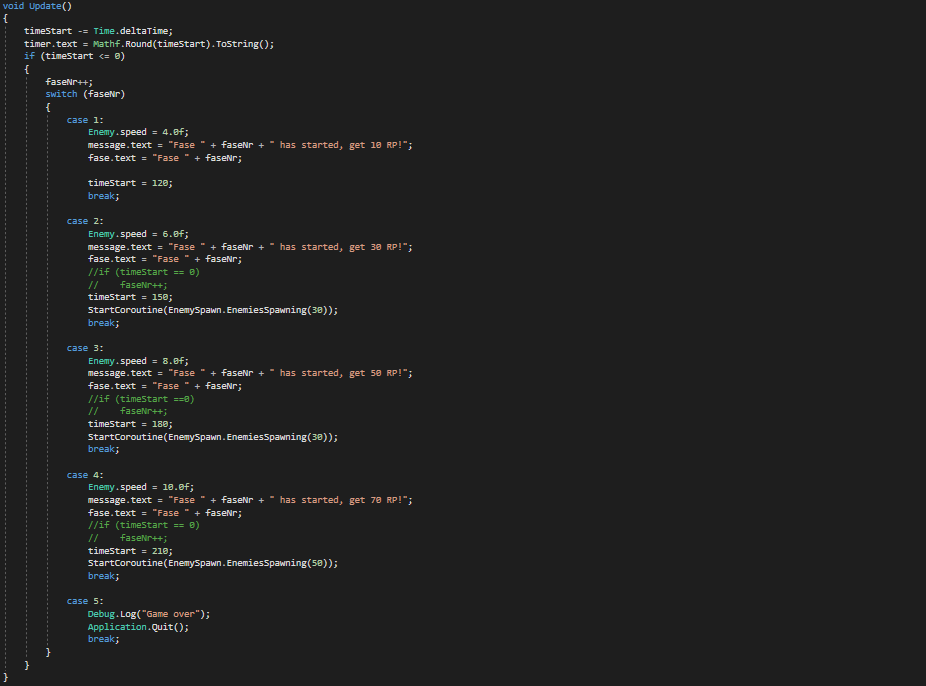 void Update()
{
timeStart -= Time.deltaTime;
timer.text = Mathf.Round(timeStart).ToString();
if (timeStart <= 0)
{
faseNr++;
switch (faseNr)
{
case 1:
Enemy.speed = 4.0f;
message.text = "Fase " + faseNr + " has started, get 10 RP!";
fase.text = "Fase " + faseNr;
timeStart = 120;
break;
case 2:
Enemy.speed = 6.0f;
message.text = "Fase " + faseNr + " has started, get 30 RP!";
fase.text = "Fase " + faseNr;
//if (timeStart == 0)
//    faseNr++;
timeStart = 150;
StartCoroutine(EnemySpawn.EnemiesSpawning(30));
break;
case 3:
Enemy.speed = 8.0f;
message.text = "Fase " + faseNr + " has started, get 50 RP!";
fase.text = "Fase " + faseNr;
//if (timeStart ==0)
//    faseNr++;
timeStart = 180;
StartCoroutine(EnemySpawn.EnemiesSpawning(30));
break;
case 4:
Enemy.speed = 10.0f;
message.text = "Fase " + faseNr + " has started, get 70 RP!";
fase.text = "Fase " + faseNr;
//if (timeStart == 0)
//    faseNr++;
timeStart = 210;
StartCoroutine(EnemySpawn.EnemiesSpawning(50));
break;
case 5:
Debug.Log("Game over");
Application.Quit();
break;
}
}
}